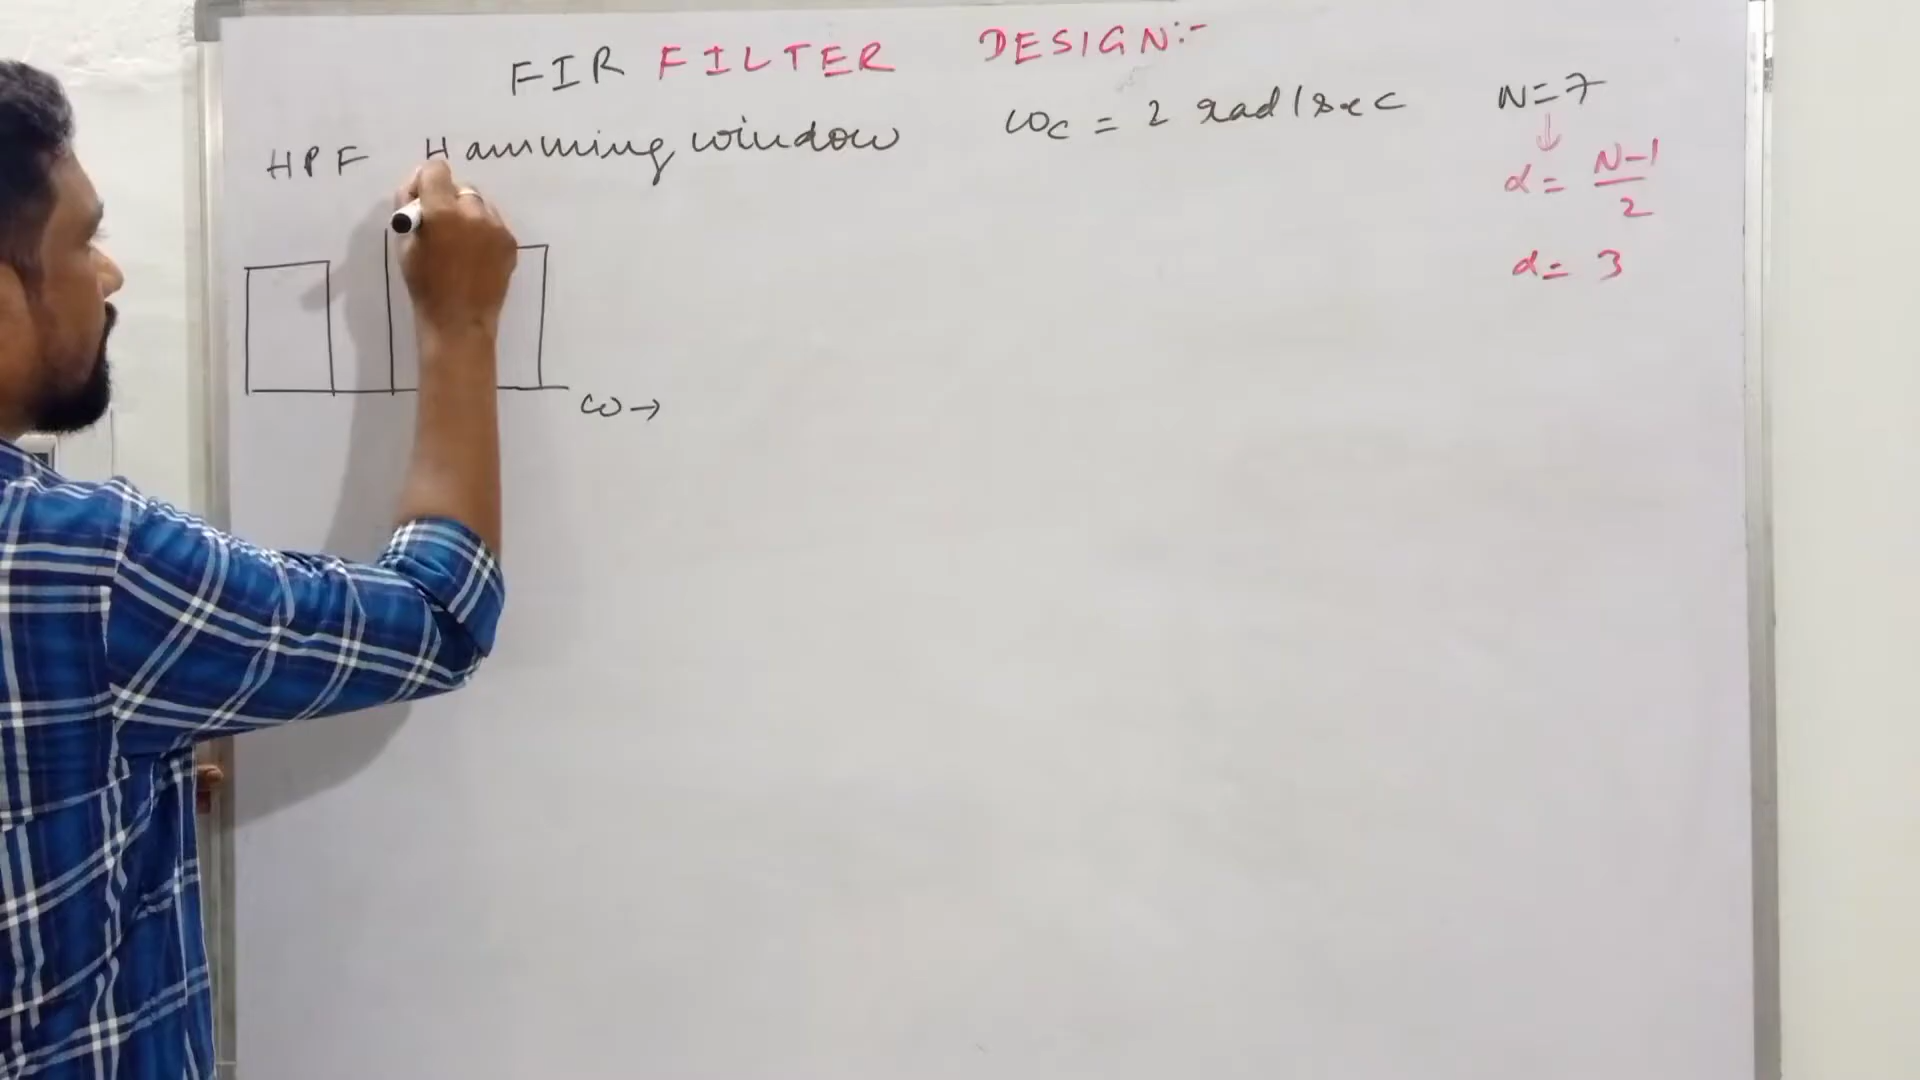 FIR FILTER DESIGN:-
HPF Hamming window ωc = 2 rad/sec N=7
↓
α = N-1/2
α = 3
ω→